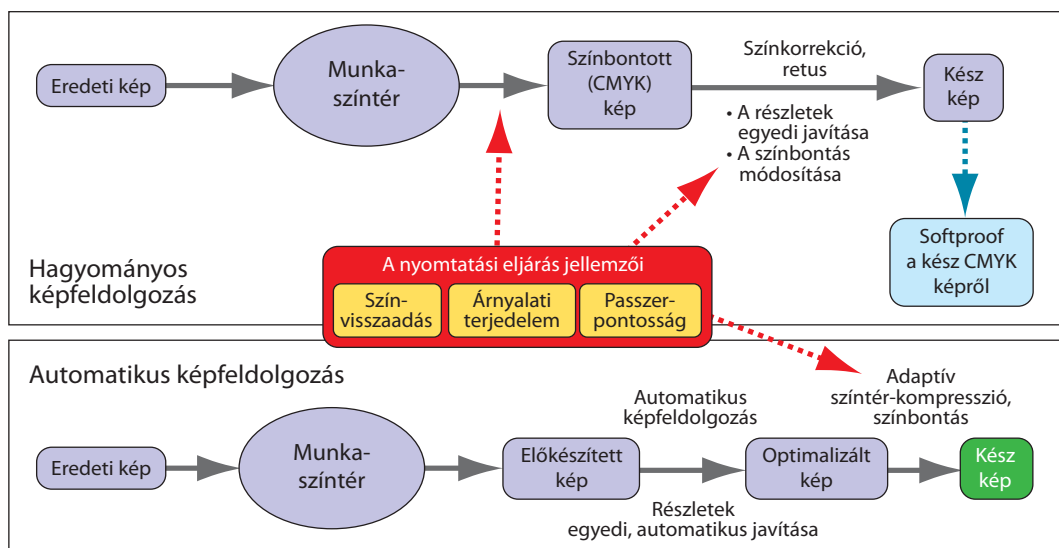 Eredeti kép
Munka-
színtér
Színbontott
(CMYK)
kép
Színkorrekció,
retus
• A részletek
egyedi javítása
• A színbontás
módosítása
Kész
kép
Softproof
a kész CMYK
képről
Hagyományos
képfeldolgozás
A nyomtatási eljárás jellemzői
Szín-
visszaadás
Árnyalati
terjedelem
Passzer-
pontosság
Automatikus képfeldolgozás
Eredeti kép
Munka-
színtér
Előkészített
kép
Automatikus
képfeldolgozás
Részletek
egyedi, automatikus javítása
Optimalizált
kép
Adaptív
színtér-kompresszió,
színbontás
Kész
kép